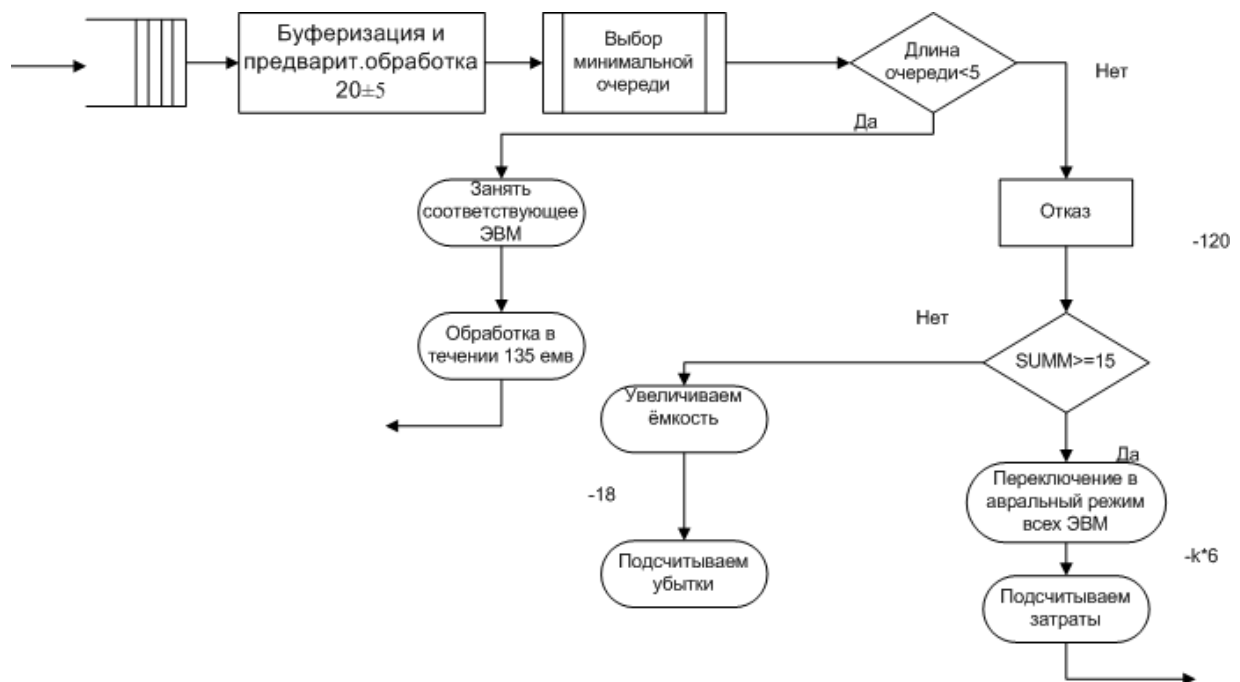 Буферизация и
предварит.обработка
20±5
Выбор
минимальной
очереди
Длина
очереди<5
Нет
Да
Занять
соответствующее
ЭВМ
Отказ
-120
Обработка в
течении 135 емв
Нет
SUMM>=15
Увеличиваем
ёмкость
Да
Переключение в
авральный режим
всех ЭВМ
-18
-k*6
Подсчитываем
убытки
Подсчитываем
затраты